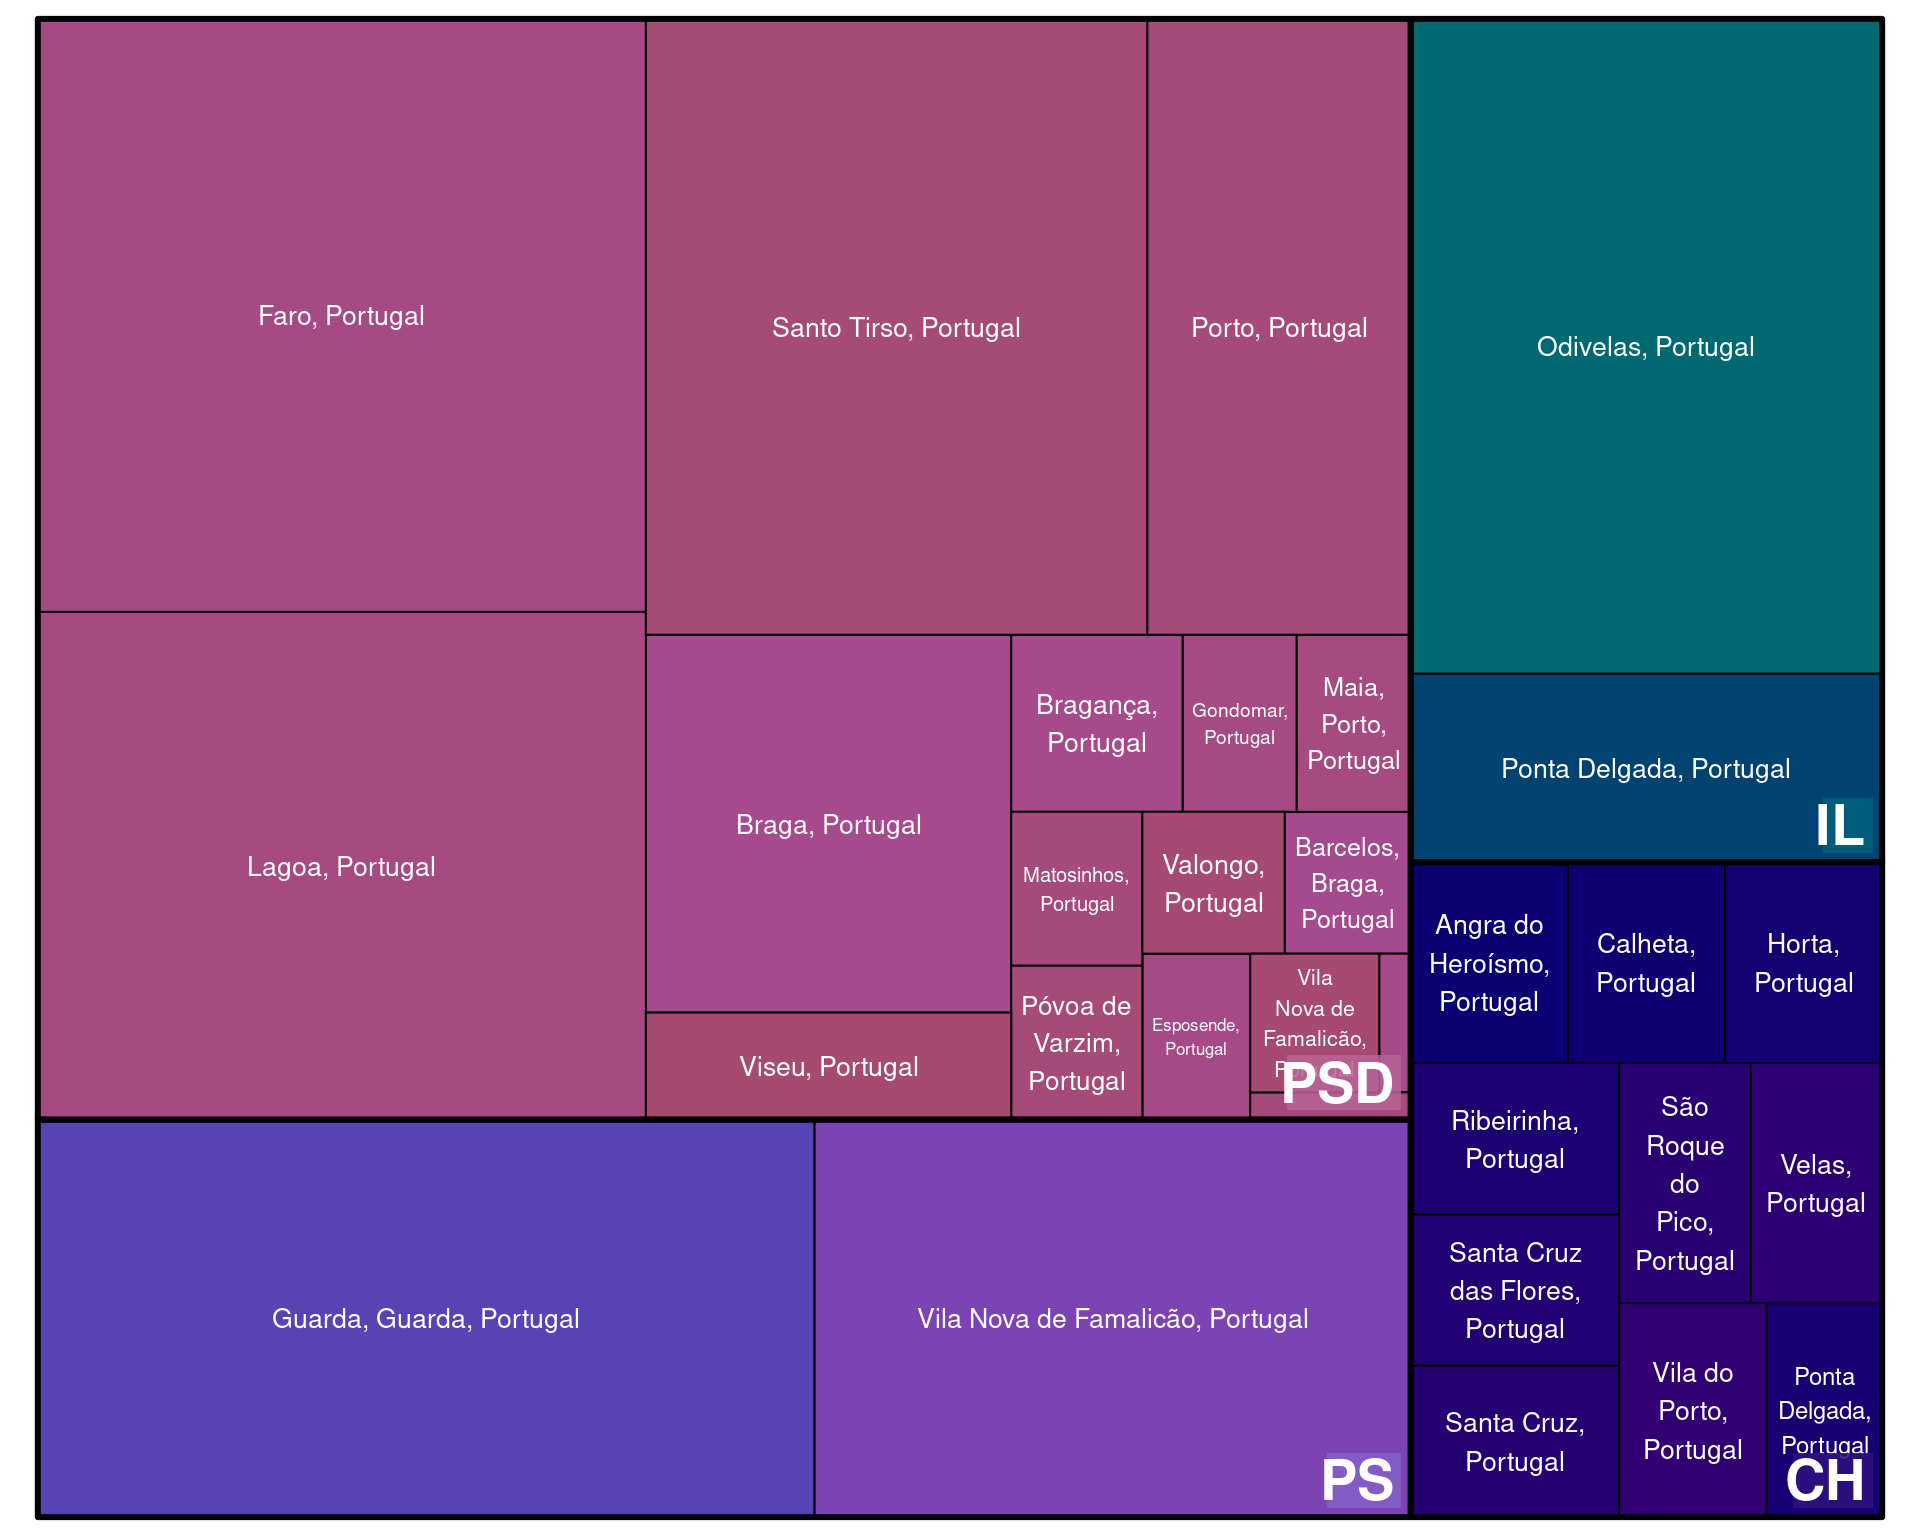 Faro, Portugal
Santo Tirso, Portugal
Porto, Portugal
Odivelas, Portugal
Lagoa, Portugal
Braga, Portugal
Bragança,
Portugal
Gondomar,
Portugal
Maia,
Porto,
Portugal
Matosinhos,
Portugal
Valongo,
Portugal
Barcelos,
Braga,
Portugal
Viseu, Portugal
Póvoa de
Varzim,
Portugal
Esposende,
Portugal
Vila
Nova de
Famalicão,
PSD
Ponta Delgada, Portugal
IL
Angra do
Heroísmo,
Portugal
Calheta,
Portugal
Horta,
Portugal
Ribeirinha,
Portugal
São
Roque
do
Pico,
Portugal
Velas,
Portugal
Santa Cruz
das Flores,
Portugal
Santa Cruz,
Portugal
Vila do
Porto,
Portugal
Ponta
Delgada,
Portugal
CH
Guarda, Guarda, Portugal
Vila Nova de Famalicão, Portugal
PS